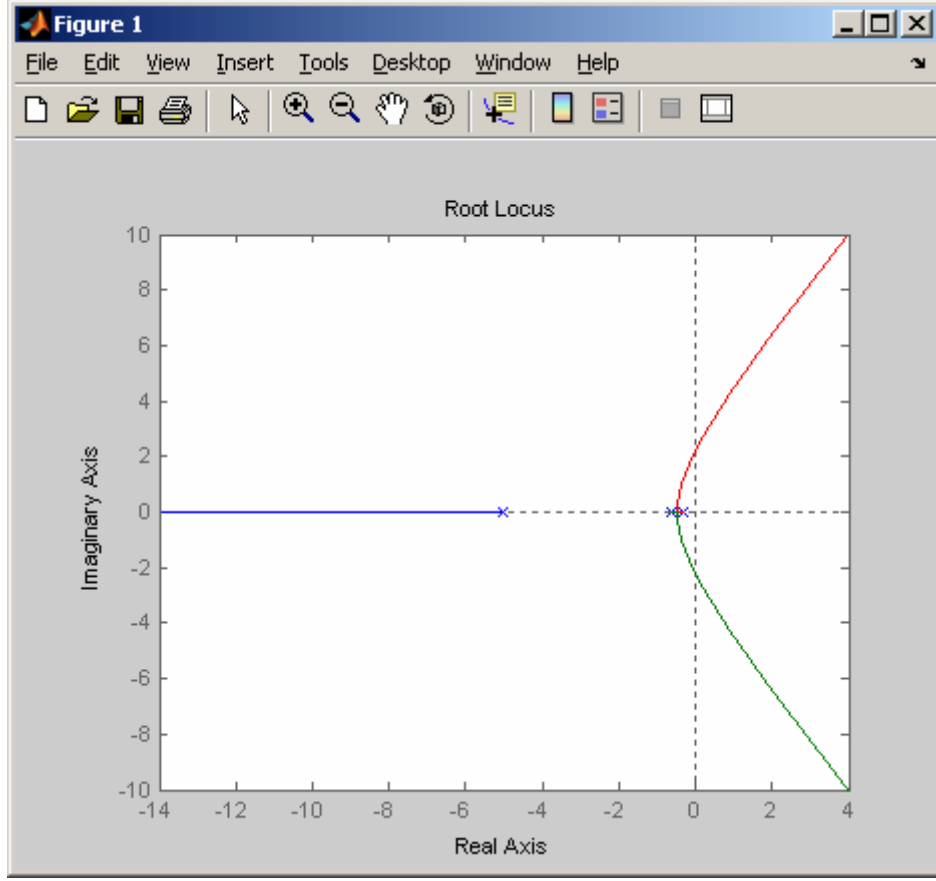 Figure 1
File Edit View Insert Tools Desktop Window Help
Root Locus
10
8
6
4
2
0
-2
-4
-6
-8
-10
Imaginary Axis
-14 -12 -10 -8 -6 -4 -2 0 2 4
Real Axis